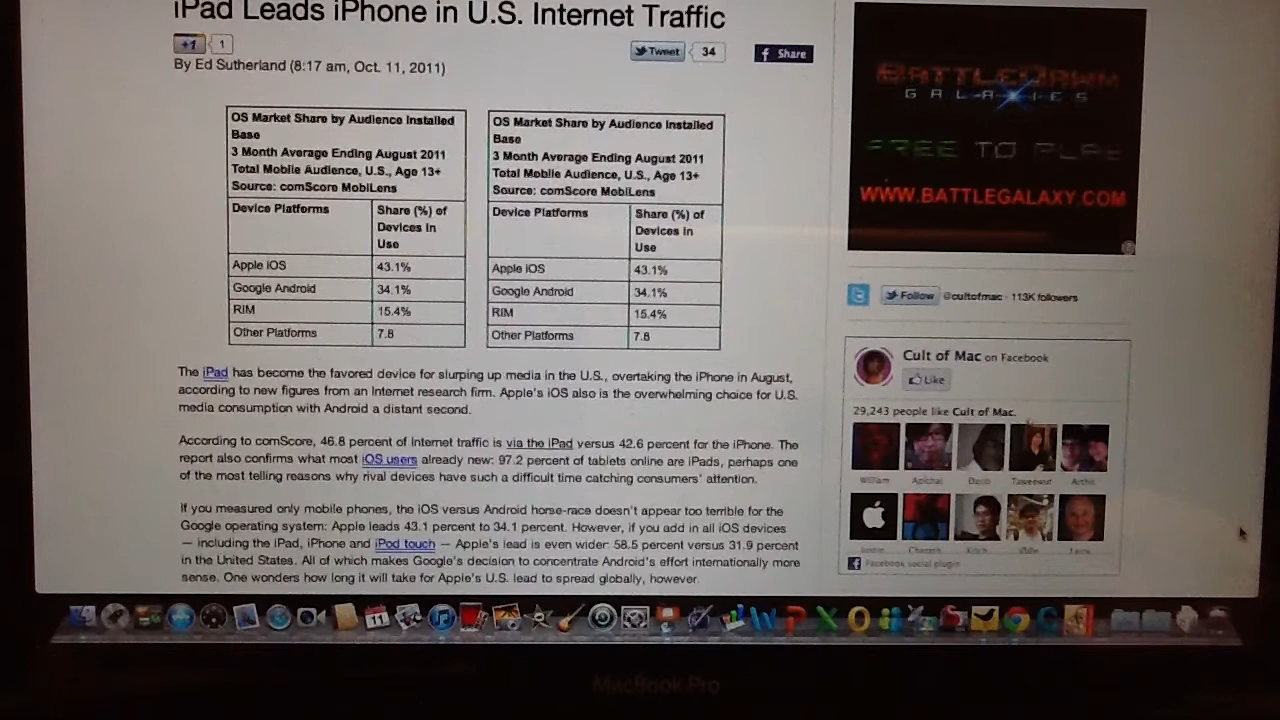 iPad Leads iPhone in U.S. Internet Traffic
+1 1
Tweet 34
Share
By Ed Sutherland (8:17 am, Oct. 11, 2011)
OS Market Share by Audience Installed
Base
3 Month Average Ending August 2011
Total Mobile Audience, U.S., Age 13+
Source: comScore MobiLens
Device Platforms Share (%) of
Devices in
Use
Apple iOS 43.1%
Google Android 34.1%
RIM 15.4%
Other Platforms 7.8
OS Market Share by Audience Installed
Base
3 Month Average Ending August 2011
Total Mobile Audience, U.S., Age 13+
Source: comScore MobiLens
Device Platforms Share (%) of
Devices in
Use
Apple iOS 43.1%
Google Android 34.1%
RIM 15.4%
Other Platforms 7.8
The iPad has become the favored device for slurping up media in the U.S., overtaking the iPhone in August,
according to new figures from an Internet research firm. Apple's iOS also is the overwhelming choice for U.S.
media consumption with Android a distant second.
According to comScore, 46.8 percent of Internet traffic is via the iPad versus 42.6 percent for the iPhone. The
report also confirms what most iOS users already new: 97.2 percent of tablets online are iPads, perhaps one
of the most telling reasons why rival devices have such a difficult time catching consumers' attention.
If you measured only mobile phones, the iOS versus Android horse-race doesn't appear too terrible for the
Google operating system: Apple leads 43.1 percent to 34.1 percent. However, if you add in all iOS devices
— including the iPad, iPhone and iPod touch — Apple's lead is even wider: 58.5 percent versus 31.9 percent
in the United States. All of which makes Google's decision to concentrate Android's effort internationally more
sense. One wonders how long it will take for Apple's U.S. lead to spread globally, however.
GALAXIES
FREE TO PLAY
WWW.BATTLEGALAXY.COM
Follow @cultofmac · 113K followers
Cult of Mac on Facebook
Like
29,243 people like Cult of Mac.
William
Facebook social plugin
11
MacBook Pro